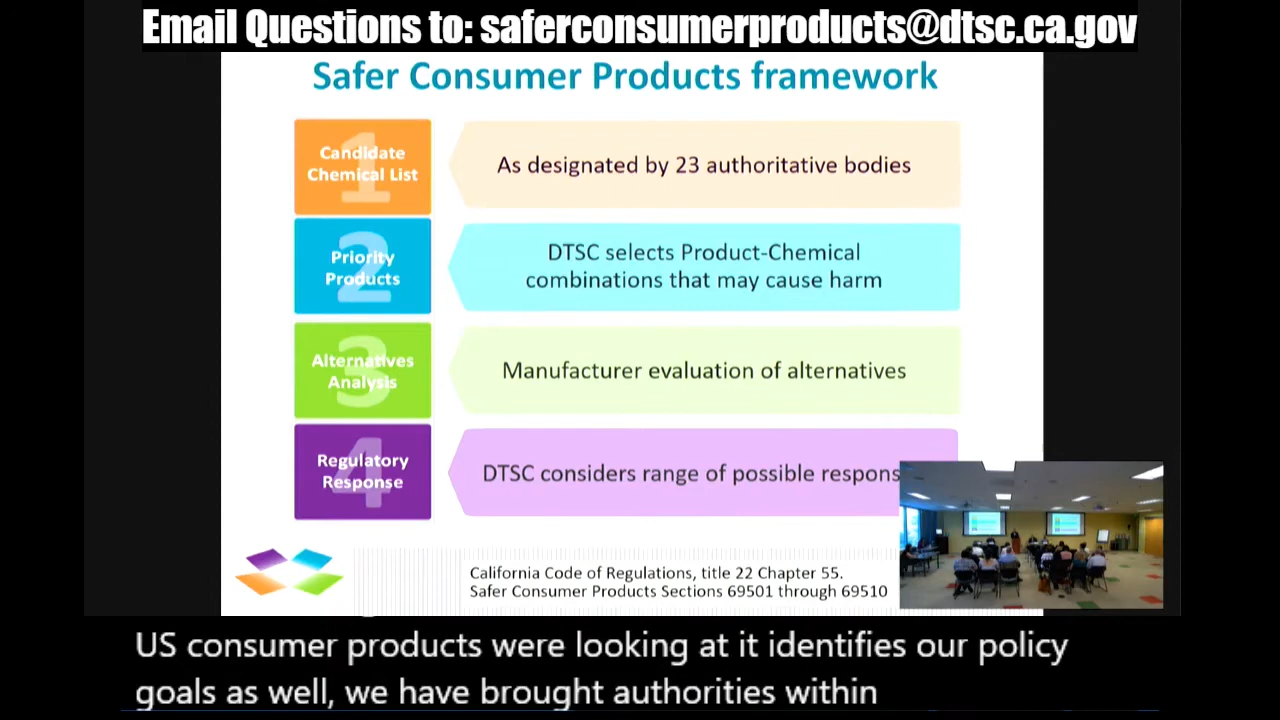 Email Questions to: saferconsumerproducts@dtsc.ca.gov
Safer Consumer Products framework
1
Candidate
Chemical List
As designated by 23 authoritative bodies
2
Priority
Products
DTSC selects Product-Chemical
combinations that may cause harm
3
Alternatives
Analysis
Manufacturer evaluation of alternatives
4
Regulatory
Response
DTSC considers range of possible respons
California Code of Regulations, title 22 Chapter 55.
Safer Consumer Products Sections 69501 through 69510
US consumer products were looking at it identifies our policy
goals as well, we have brought authorities within